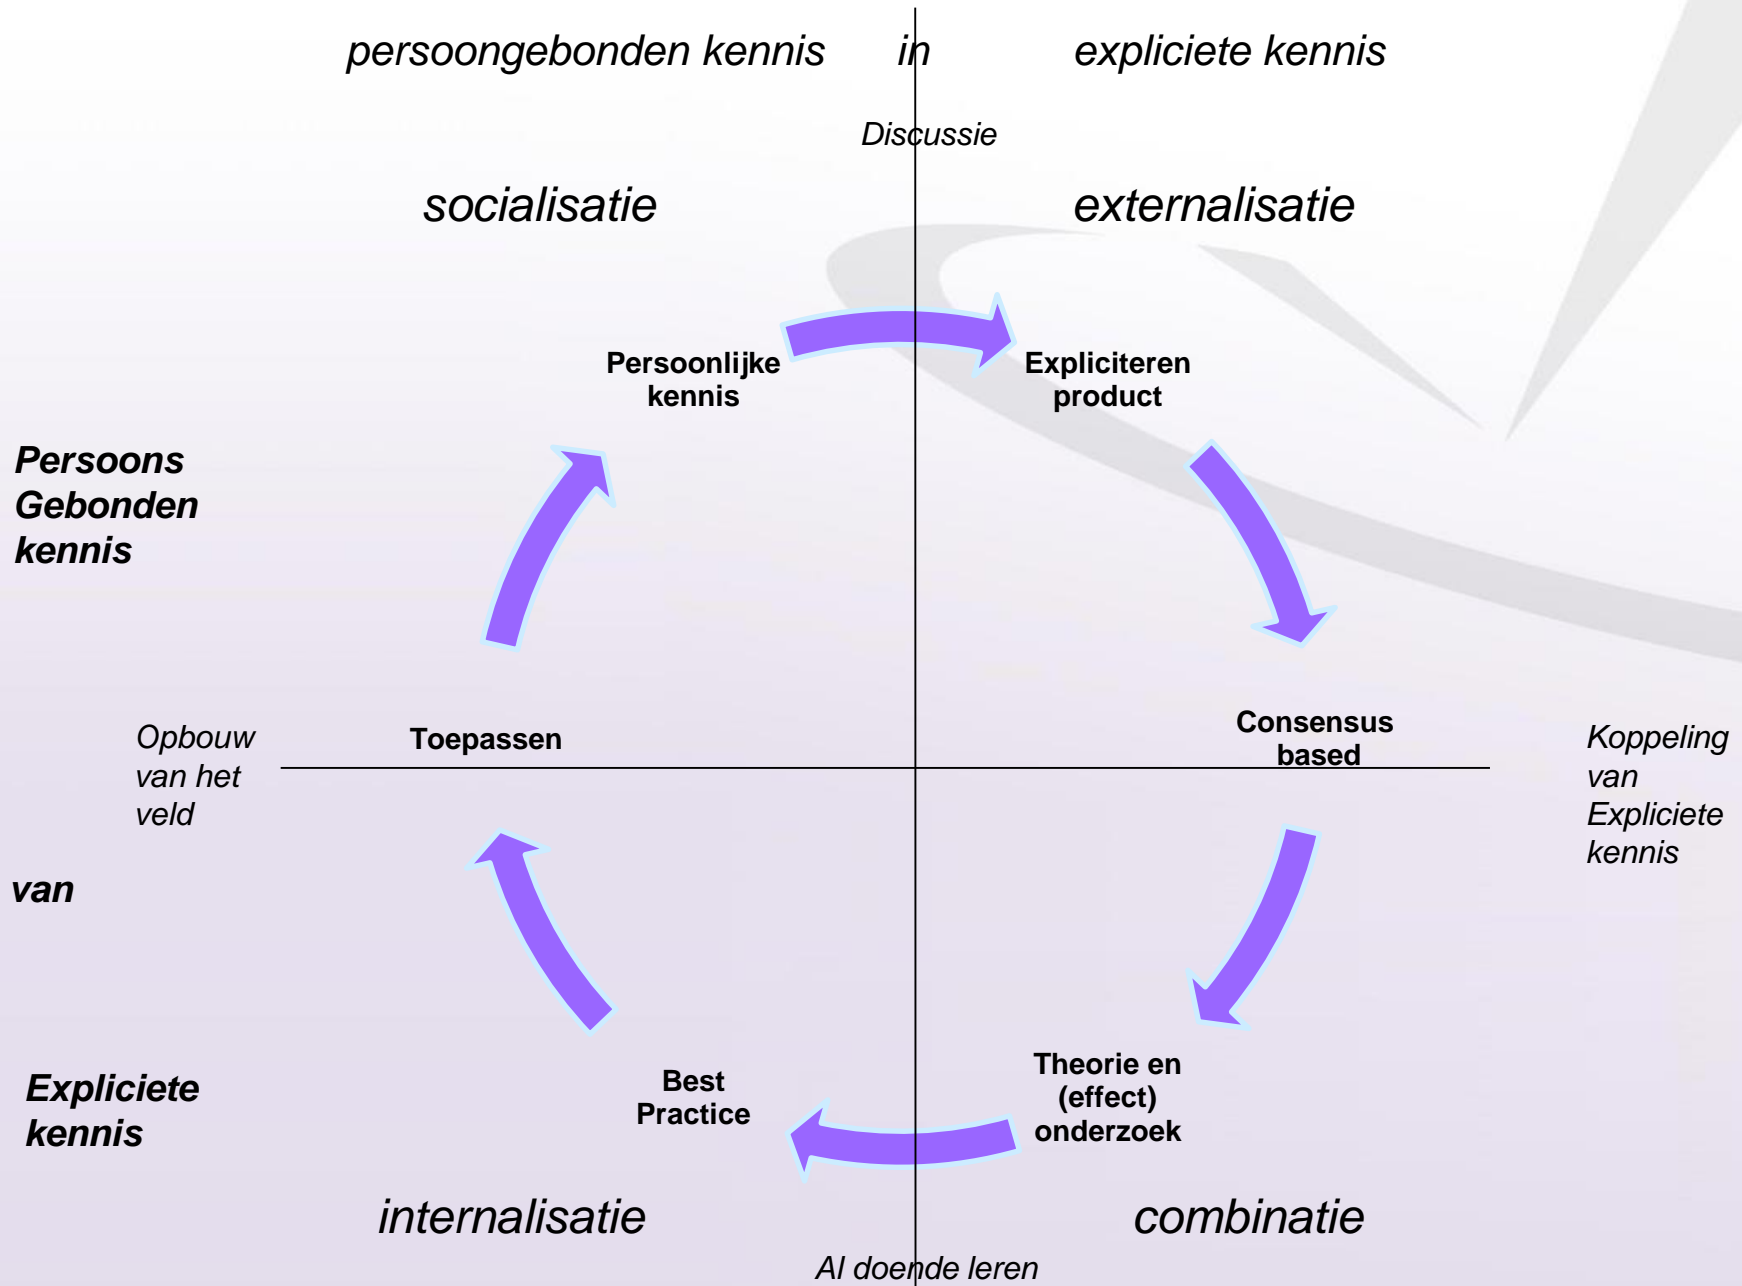 persoongebonden kennis in expliciete kennis
Discussie
socialisatie
externalisatie
Persoonlijke
kennis
Expliciteren
product
Persoons
Gebonden
kennis
Opbouw
van het
veld
Toepassen
Consensus
based
Koppeling
van
Expliciete
kennis
van
Expliciete
kennis
Best
Practice
Theorie en
(effect)
onderzoek
internalisatie
combinatie
Al doende leren